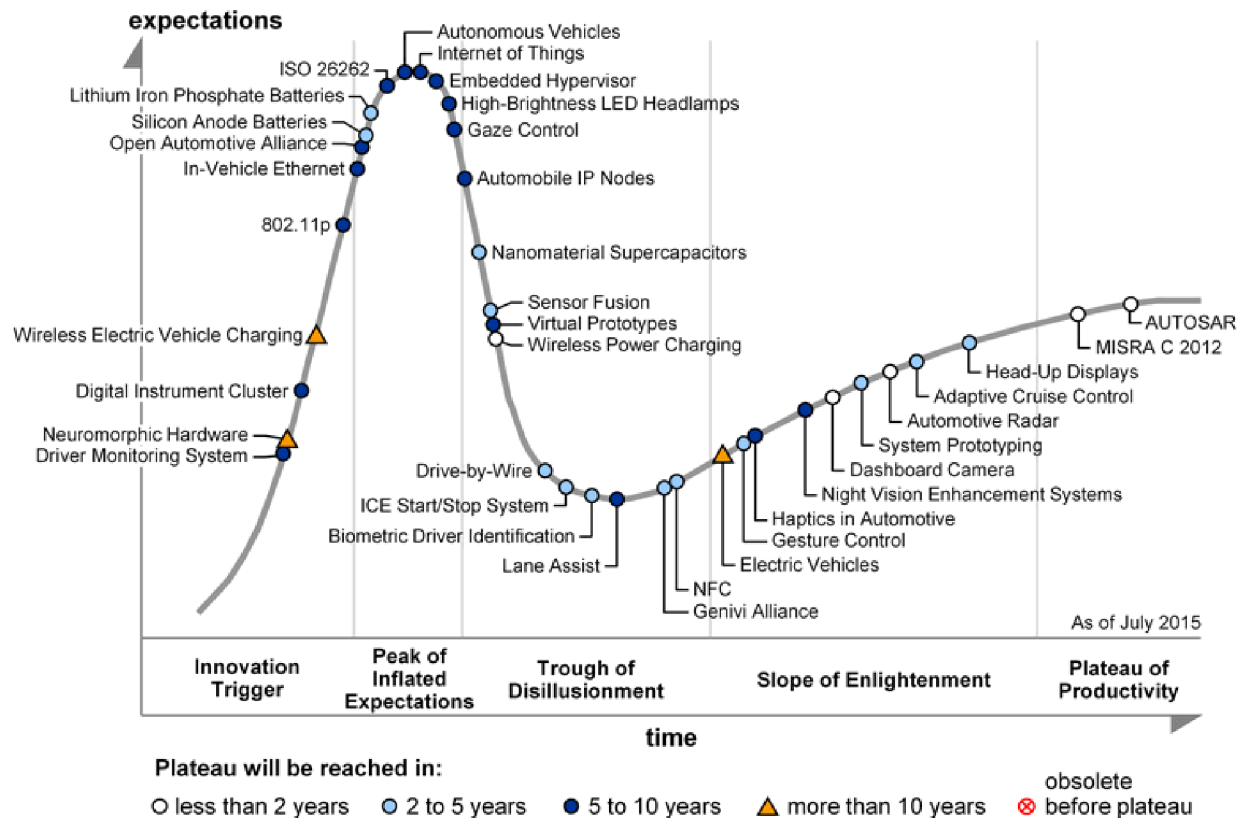 expectations
Autonomous Vehicles
Internet of Things
ISO 26262
Embedded Hypervisor
Lithium Iron Phosphate Batteries
High-Brightness LED Headlamps
Silicon Anode Batteries
Gaze Control
Open Automotive Alliance
In-Vehicle Ethernet
Automobile IP Nodes
802.11p
Nanomaterial Supercapacitors
Sensor Fusion
Virtual Prototypes
Wireless Power Charging
Wireless Electric Vehicle Charging
AUTOSAR
MISRA C 2012
Head-Up Displays
Digital Instrument Cluster
Adaptive Cruise Control
Automotive Radar
Neuromorphic Hardware
System Prototyping
Driver Monitoring System
Drive-by-Wire
Dashboard Camera
Night Vision Enhancement Systems
ICE Start/Stop System
Haptics in Automotive
Biometric Driver Identification
Gesture Control
Lane Assist
Electric Vehicles
NFC
Genivi Alliance
As of July 2015
Innovation
Trigger
Peak of
Inflated
Expectations
Trough of
Disillusionment
Slope of Enlightenment
Plateau of
Productivity
time
Plateau will be reached in:
less than 2 years
2 to 5 years
5 to 10 years
more than 10 years
obsolete
before plateau